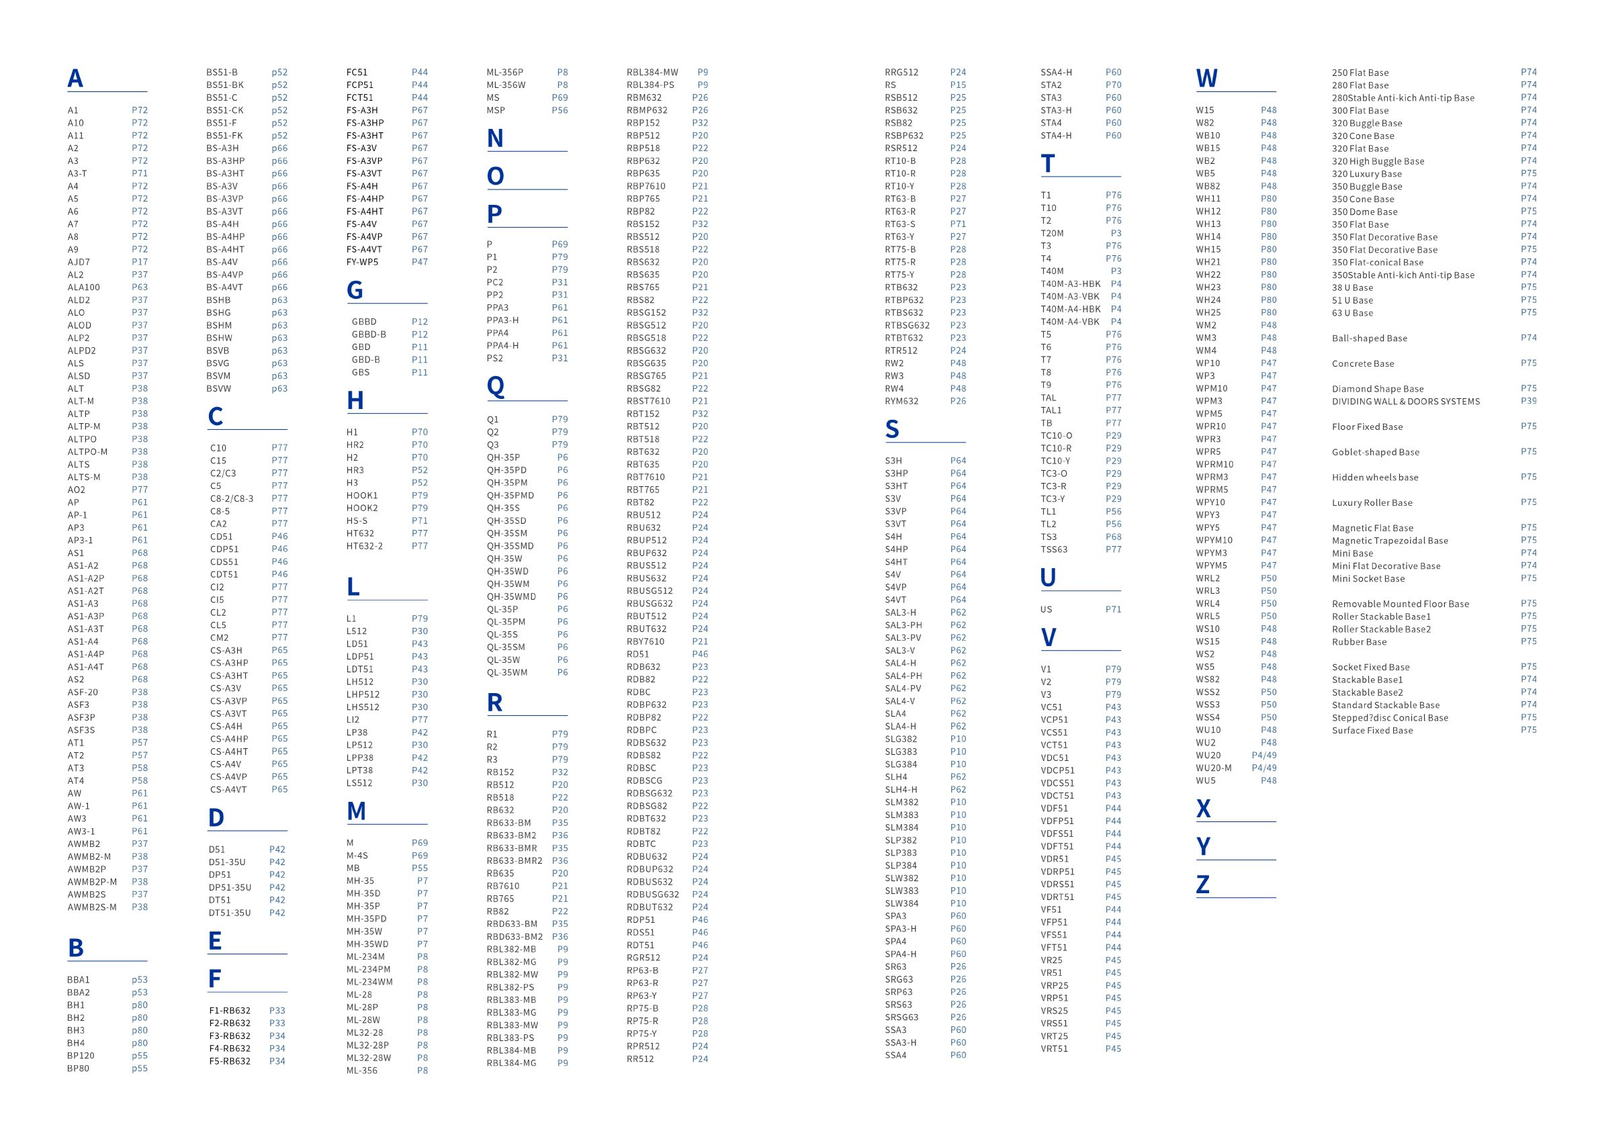 A
A1 P72
A10 P72
A11 P72
A2 P72
A3 P72
A3-T P71
A4 P72
A5 P72
A6 P72
A7 P72
A8 P72
A9 P72
AJD7 P17
AL2 P37
ALA100 P63
ALD2 P37
ALO P37
ALOD P37
ALP2 P37
ALPD2 P37
ALS P37
ALSD P37
ALT P38
ALT-M P38
ALTP P38
ALTP-M P38
ALTPO P38
ALTPO-M P38
ALTS P38
ALTS-M P38
AO2 P77
AP P61
AP-1 P61
AP3 P61
AP3-1 P61
AS1 P68
AS1-A2 P68
AS1-A2P P68
AS1-A2T P68
AS1-A3 P68
AS1-A3P P68
AS1-A3T P68
AS1-A4 P68
AS1-A4P P68
AS1-A4T P68
AS2 P68
ASF-20 P38
ASF3 P38
ASF3P P38
ASF3S P38
AT1 P57
AT2 P57
AT3 P58
AT4 P58
AW P61
AW-1 P61
AW3 P61
AW3-1 P61
AWMB2 P37
AWMB2-M P38
AWMB2P P37
AWMB2P-M P38
AWMB2S P37
AWMB2S-M P38
B
BBA1 p53
BBA2 p53
BH1 p80
BH2 p80
BH3 p80
BH4 p80
BP120 p55
BP80 p55
BS51-B p52
BS51-BK p52
BS51-C p52
BS51-CK p52
BS51-F p52
BS51-FK p52
BS-A3H p66
BS-A3HP p66
BS-A3HT p66
BS-A3V p66
BS-A3VP p66
BS-A3VT p66
BS-A4H p66
BS-A4HP p66
BS-A4HT p66
BS-A4V p66
BS-A4VP p66
BS-A4VT p66
BSHB p63
BSHG p63
BSHM p63
BSHW p63
BSVB p63
BSVG p63
BSVM p63
BSVW p63
C
C10 P77
C15 P77
C2/C3 P77
C5 P77
C8-2/C8-3 P77
C8-5 P77
CA2 P77
CD51 P46
CDP51 P46
CDS51 P46
CDT51 P46
CI2 P77
CI5 P77
CL2 P77
CL5 P77
CM2 P77
CS-A3H P65
CS-A3HP P65
CS-A3HT P65
CS-A3V P65
CS-A3VP P65
CS-A3VT P65
CS-A4H P65
CS-A4HP P65
CS-A4HT P65
CS-A4V P65
CS-A4VP P65
CS-A4VT P65
D
D51 P42
D51-35U P42
DP51 P42
DP51-35U P42
DT51 P42
DT51-35U P42
E
F
F1-RB632 P33
F2-RB632 P33
F3-RB632 P34
F4-RB632 P34
F5-RB632 P34
FC51 P44
FCP51 P44
FCT51 P44
FS-A3H P67
FS-A3HP P67
FS-A3HT P67
FS-A3V P67
FS-A3VP P67
FS-A3VT P67
FS-A4H P67
FS-A4HP P67
FS-A4HT P67
FS-A4V P67
FS-A4VP P67
FS-A4VT P67
FY-WP5 P47
G
GBBD P12
GBBD-B P12
GBD P11
GBD-B P11
GBS P11
H
H1 P70
HR2 P70
H2 P70
HR3 P52
H3 P52
HOOK1 P79
HOOK2 P79
HS-S P71
HT632 P77
HT632-2 P77
L
L1 P79
L512 P30
LD51 P43
LDP51 P43
LDT51 P43
LH512 P30
LHP512 P30
LHS512 P30
LI2 P77
LP38 P42
LP512 P30
LPP38 P42
LPT38 P42
LS512 P30
M
M P69
M-4S P69
MB P55
MH-35 P7
MH-35D P7
MH-35P P7
MH-35PD P7
MH-35W P7
MH-35WD P7
ML-234M P8
ML-234PM P8
ML-234WM P8
ML-28 P8
ML-28P P8
ML-28W P8
ML32-28 P8
ML32-28P P8
ML32-28W P8
ML-356 P8
ML-356P P8
ML-356W P8
MS P69
MSP P56
N
O
P
P P69
P1 P79
P2 P79
PC2 P31
PP2 P31
PPA3 P61
PPA3-H P61
PPA4 P61
PPA4-H P61
PS2 P31
Q
Q1 P79
Q2 P79
Q3 P79
QH-35P P6
QH-35PD P6
QH-35PM P6
QH-35PMD P6
QH-35S P6
QH-35SD P6
QH-35SM P6
QH-35SMD P6
QH-35W P6
QH-35WD P6
QH-35WM P6
QH-35WMD P6
QL-35P P6
QL-35PM P6
QL-35S P6
QL-35SM P6
QL-35W P6
QL-35WM P6
R
R1 P79
R2 P79
R3 P79
RB152 P32
RB512 P20
RB518 P22
RB632 P20
RB633-BM P35
RB633-BM2 P36
RB633-BMR P35
RB633-BMR2 P36
RB635 P20
RB7610 P21
RB765 P21
RB82 P22
RBD633-BM P35
RBD633-BM2 P36
RBL382-MB P9
RBL382-MG P9
RBL382-MW P9
RBL382-PS P9
RBL383-MB P9
RBL383-MG P9
RBL383-MW P9
RBL383-PS P9
RBL384-MB P9
RBL384-MG P9
RBL384-MW P9
RBL384-PS P9
RBM632 P26
RBMP632 P26
RBP152 P32
RBP512 P20
RBP518 P22
RBP632 P20
RBP635 P20
RBP7610 P21
RBP765 P21
RBP82 P22
RBS152 P32
RBS512 P20
RBS518 P22
RBS632 P20
RBS635 P20
RBS765 P21
RBS82 P22
RBSG152 P32
RBSG512 P20
RBSG518 P22
RBSG632 P20
RBSG635 P20
RBSG765 P21
RBSG82 P22
RBST7610 P21
RBT152 P32
RBT512 P20
RBT518 P22
RBT632 P20
RBT635 P20
RBT7610 P21
RBT765 P21
RBT82 P22
RBU512 P24
RBU632 P24
RBUP512 P24
RBUP632 P24
RBUS512 P24
RBUS632 P24
RBUSG512 P24
RBUSG632 P24
RBUT512 P24
RBUT632 P24
RBY7610 P21
RD51 P46
RDB632 P23
RDB82 P22
RDBC P23
RDBP632 P23
RDBP82 P22
RDBPC P23
RDBS632 P23
RDBS82 P22
RDBSC P23
RDBSCG P23
RDBSG632 P23
RDBSG82 P22
RDBT632 P23
RDBT82 P22
RDBTC P23
RDBU632 P24
RDBUP632 P24
RDBUS632 P24
RDBUSG632 P24
RDBUT632 P24
RDP51 P46
RDS51 P46
RDT51 P46
RGR512 P24
RP63-B P27
RP63-R P27
RP63-Y P27
RP75-B P28
RP75-R P28
RP75-Y P28
RPR512 P24
RR512 P24
RRG512 P24
RS P15
RSB512 P25
RSB632 P25
RSB82 P25
RSBP632 P25
RSR512 P24
RT10-B P28
RT10-R P28
RT10-Y P28
RT63-B P27
RT63-R P27
RT63-S P71
RT63-Y P27
RT75-B P28
RT75-R P28
RT75-Y P28
RTB632 P23
RTBP632 P23
RTBS632 P23
RTBSG632 P23
RTBT632 P23
RTR512 P24
RW2 P48
RW3 P48
RW4 P48
RYM632 P26
S
S3H P64
S3HP P64
S3HT P64
S3V P64
S3VP P64
S3VT P64
S4H P64
S4HP P64
S4HT P64
S4V P64
S4VP P64
S4VT P64
SAL3-H P62
SAL3-PH P62
SAL3-PV P62
SAL3-V P62
SAL4-H P62
SAL4-PH P62
SAL4-PV P62
SAL4-V P62
SLA4 P62
SLA4-H P62
SLG382 P10
SLG383 P10
SLG384 P10
SLH4 P62
SLH4-H P62
SLM382 P10
SLM383 P10
SLM384 P10
SLP382 P10
SLP383 P10
SLP384 P10
SLW382 P10
SLW383 P10
SLW384 P10
SPA3 P60
SPA3-H P60
SPA4 P60
SPA4-H P60
SR63 P26
SRG63 P26
SRP63 P26
SRS63 P26
SRSG63 P26
SSA3 P60
SSA3-H P60
SSA4 P60
SSA4-H P60
STA2 P70
STA3 P60
STA3-H P60
STA4 P60
STA4-H P60
T
T1 P76
T10 P76
T2 P76
T20M P3
T3 P76
T4 P76
T40M P3
T40M-A3-HBK P4
T40M-A3-VBK P4
T40M-A4-HBK P4
T40M-A4-VBK P4
T5 P76
T6 P76
T7 P76
T8 P76
T9 P76
TAL P77
TAL1 P77
TB P77
TC10-O P29
TC10-R P29
TC10-Y P29
TC3-O P29
TC3-R P29
TC3-Y P29
TL1 P56
TL2 P56
TS3 P68
TSS63 P77
U
US P71
V
V1 P79
V2 P79
V3 P79
VC51 P43
VCP51 P43
VCS51 P43
VCT51 P43
VDC51 P43
VDCP51 P43
VDCS51 P43
VDCT51 P43
VDF51 P44
VDFP51 P44
VDFS51 P44
VDFT51 P44
VDR51 P45
VDRP51 P45
VDRS51 P45
VDRT51 P45
VF51 P44
VFP51 P44
VFS51 P44
VFT51 P44
VR25 P45
VR51 P45
VRP25 P45
VRP51 P45
VRS25 P45
VRS51 P45
VRT25 P45
VRT51 P45
W
W15 P48
W82 P48
WB10 P48
WB15 P48
WB2 P48
WB5 P48
WB82 P48
WH11 P80
WH12 P80
WH13 P80
WH14 P80
WH15 P80
WH21 P80
WH22 P80
WH23 P80
WH24 P80
WH25 P80
WM2 P48
WM3 P48
WM4 P48
WP10 P47
WP3 P47
WPM10 P47
WPM3 P47
WPM5 P47
WPR10 P47
WPR3 P47
WPR5 P47
WPRM10 P47
WPRM3 P47
WPRM5 P47
WPY10 P47
WPY3 P47
WPY5 P47
WPYM10 P47
WPYM3 P47
WPYM5 P47
WRL2 P50
WRL3 P50
WRL4 P50
WRL5 P50
WS10 P48
WS15 P48
WS2 P48
WS5 P48
WS82 P48
WSS2 P50
WSS3 P50
WSS4 P50
WU10 P48
WU2 P48
WU20 P4/49
WU20-M P4/49
WU5 P48
X
Y
Z
250 Flat Base P74
280 Flat Base P74
280Stable Anti-kich Anti-tip Base P74
300 Flat Base P74
320 Buggle Base P74
320 Cone Base P74
320 Flat Base P74
320 High Buggle Base P74
320 Luxury Base P75
350 Buggle Base P74
350 Cone Base P74
350 Dome Base P75
350 Flat Base P74
350 Flat Decorative Base P74
350 Flat Decorative Base P75
350 Flat-conical Base P74
350Stable Anti-kich Anti-tip Base P74
38 U Base P75
51 U Base P75
63 U Base P75
Ball-shaped Base P74
Concrete Base P75
Diamond Shape Base P75
DIVIDING WALL & DOORS SYSTEMS P39
Floor Fixed Base P75
Goblet-shaped Base P75
Hidden wheels base P75
Luxury Roller Base P75
Magnetic Flat Base P75
Magnetic Trapezoidal Base P75
Mini Base P74
Mini Flat Decorative Base P74
Mini Socket Base P75
Removable Mounted Floor Base P75
Roller Stackable Base1 P75
Roller Stackable Base2 P75
Rubber Base P75
Socket Fixed Base P75
Stackable Base1 P74
Stackable Base2 P75
Standard Stackable Base P74
Stepped?disc Conical Base P75
Surface Fixed Base P75